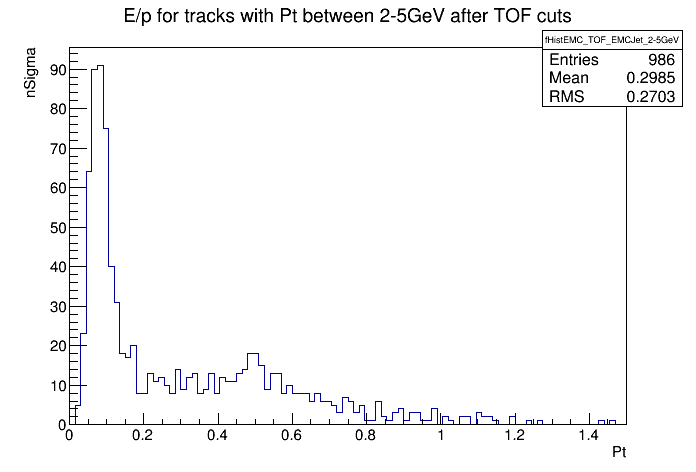 E/p for tracks with Pt between 2-5GeV after TOF cuts
fHistEMC_TOF_EMCJet_2-5GeV
Entries 986
Mean 0.2985
RMS 0.2703
nSigma
90
80
70
60
50
40
30
20
10
0
0 0.2 0.4 0.6 0.8 1 1.2 1.4
Pt